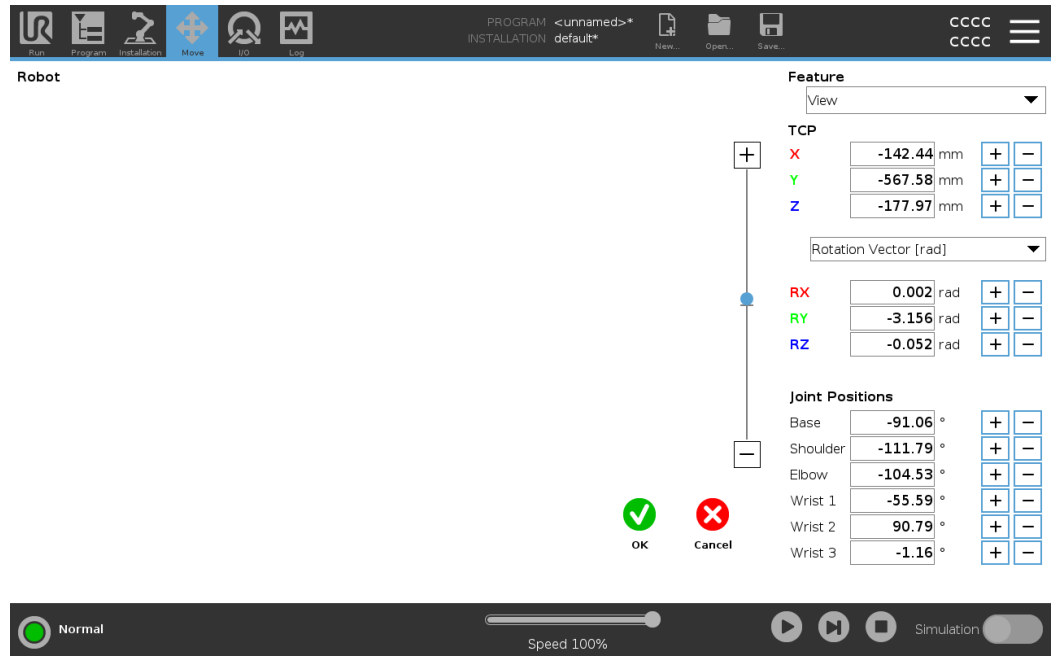 PROGRAM <unnamed>*
INSTALLATION default*
UR
Run Program Installation Move I/O Log
New... Open... Save...
CCCC
CCCC
Robot
Feature
View
TCP
X -142.44 mm + −
Y -567.58 mm + −
Z -177.97 mm + −
Rotation Vector [rad]
RX 0.002 rad + −
RY -3.156 rad + −
RZ -0.052 rad + −
Joint Positions
Base -91.06 ° + −
Shoulder -111.79 ° + −
Elbow -104.53 ° + −
Wrist 1 -55.59 ° + −
Wrist 2 90.79 ° + −
Wrist 3 -1.16 ° + −
OK Cancel
Normal
Speed 100%
Simulation